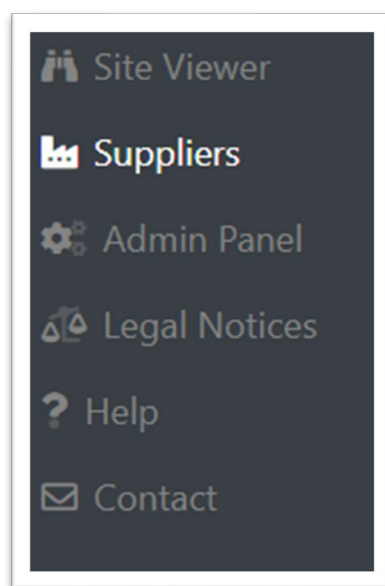 Site Viewer
Suppliers
Admin Panel
Legal Notices
Help
Contact